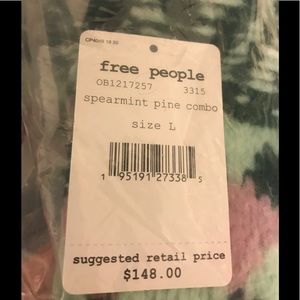 free people
OB1217257 3315
spearmint pine combo
size L
1 95191 27338 5
suggested retail price
$148.00